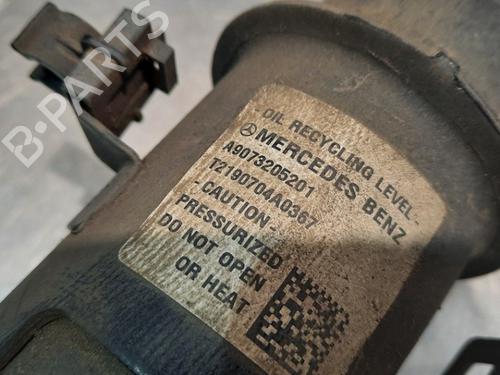 B-PARTS
OIL RECYCLING LEVEL
MERCEDES BENZ
A9073205201
T2190704A0367
-CAUTION-
PRESSURIZED
DO NOT OPEN
OR HEAT